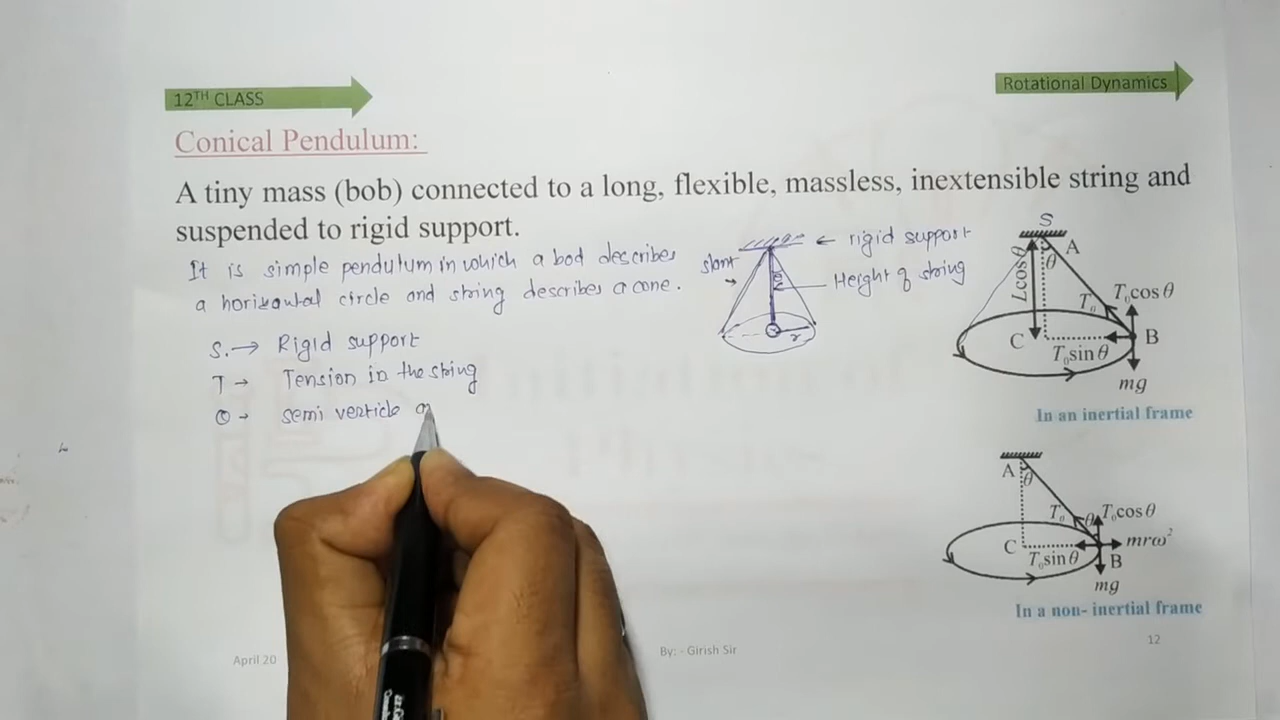 12TH CLASS
Rotational Dynamics
Conical Pendulum:
A tiny mass (bob) connected to a long, flexible, massless, inextensible string and
suspended to rigid support.
It is simple pendulum in which a bod describes
a horizontal circle and string describes a cone.
S. → Rigid support
T → Tension in the string
θ → semi verticle an
slant
← rigid support
Height of string
r
S
A
θ
L cosθ
T₀
T₀cosθ
C
B
T₀sinθ
mg
In an inertial frame
A
θ
T₀
θ
T₀cosθ
C
mrω²
T₀sinθ
B
mg
In a non- inertial frame
12
April 20
By: - Girish Sir